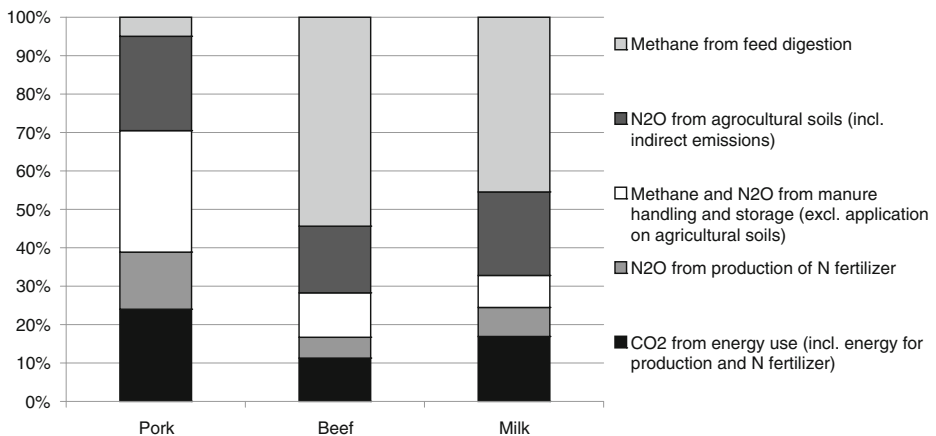 100%
90%
80%
70%
60%
50%
40%
30%
20%
10%
0%
Pork
Beef
Milk
Methane from feed digestion
N2O from agrocultural soils (incl.
indirect emissions)
Methane and N2O from manure
handling and storage (excl. application
on agricultural soils)
N2O from production of N fertilizer
CO2 from energy use (incl. energy for
production and N fertilizer)